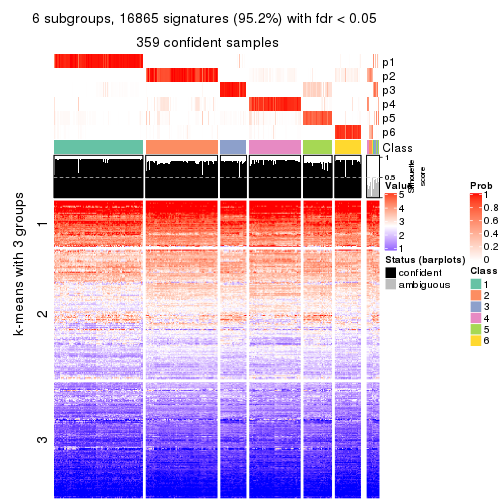 6 subgroups, 16865 signatures (95.2%) with fdr < 0.05
359 confident samples
p1
p2
p3
p4
p5
p6
Class
1
0.5
0
Silhouette
score
k-means with 3 groups
1
2
3
Value
5
4
3
2
1
Status (barplots)
confident
ambiguous
Prob
1
0.8
0.6
0.4
0.2
0
Class
1
2
3
4
5
6